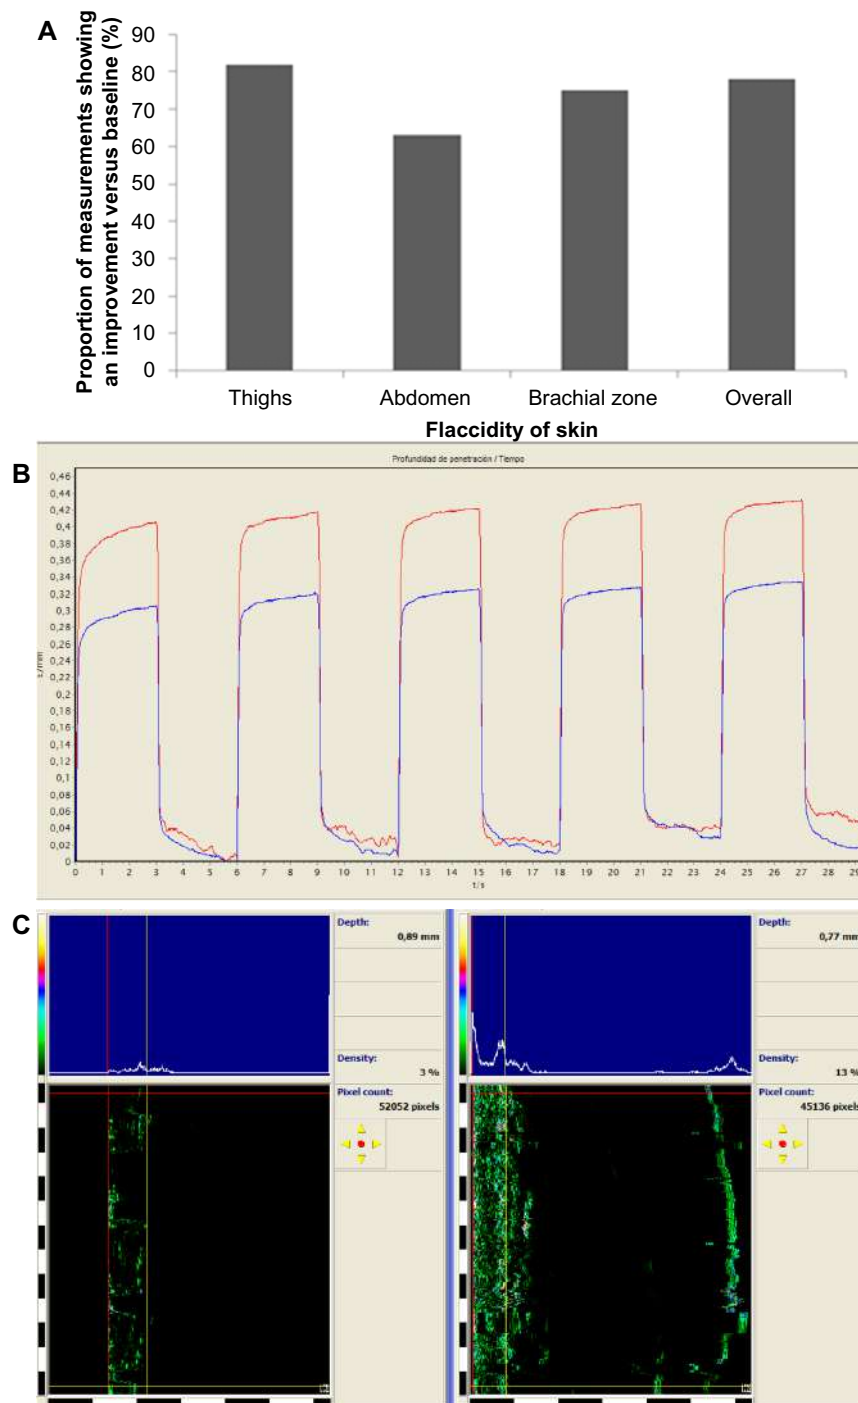 A
Proportion of measurements showing
an improvement versus baseline (%)
90
80
70
60
50
40
30
20
10
0
Thighs Abdomen Brachial zone Overall
Flaccidity of skin
B
Profundidad de penetración / Tiempo
0,46
0,44
0,42
0,4
0,38
0,36
0,34
0,32
0,3
0,28
0,26
0,24
0,22
0,2
0,18
0,16
0,14
0,12
0,1
0,08
0,06
0,04
0,02
0
0 1 2 3 4 5 6 7 8 9 10 11 12 13 14 15 16 17 18 19 20 21 22 23 24 25 26 27 28 29
t/s
C
Depth:
0,89 mm
Density:
3 %
Pixel count:
52052 pixels
Depth:
0,77 mm
Density:
13 %
Pixel count:
45136 pixels